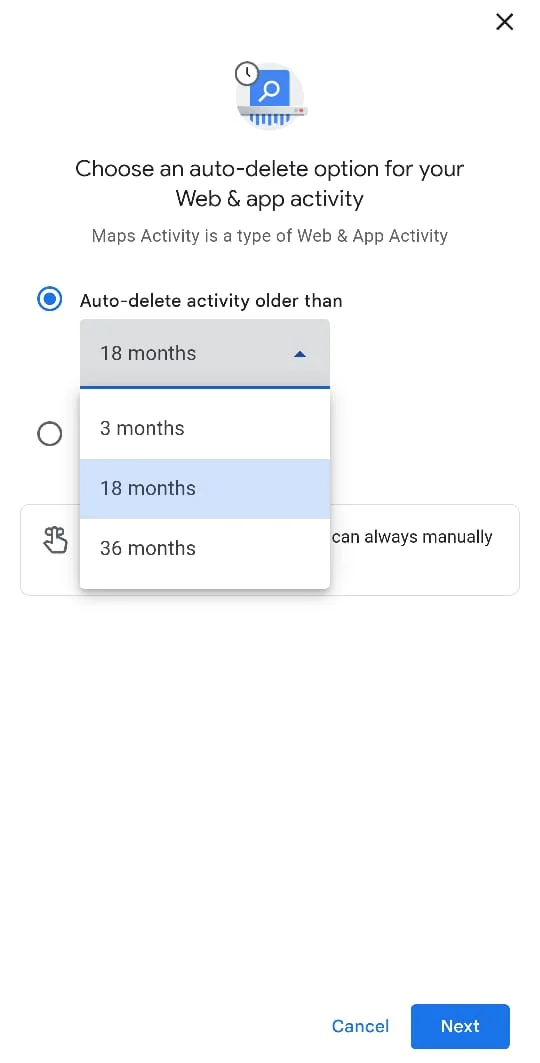 Choose an auto-delete option for your
Web & app activity
Maps Activity is a type of Web & App Activity
Auto-delete activity older than
18 months
3 months
18 months
36 months
can always manually
Cancel
Next